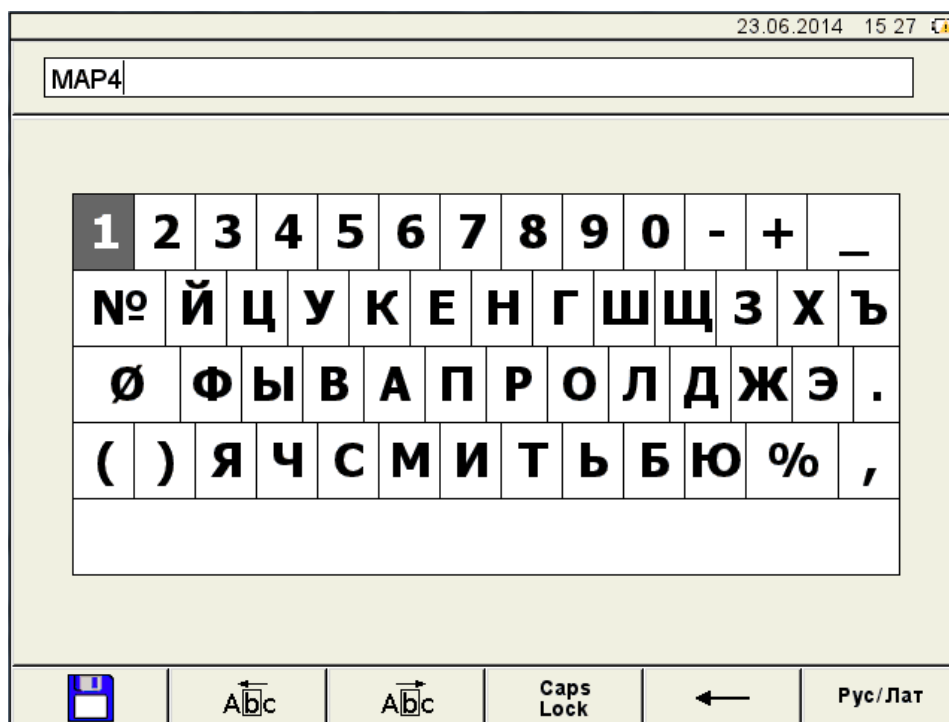 23.06.2014 15 27
МАР4
1 2 3 4 5 6 7 8 9 0 - + _
№ Й Ц У К Е Н Г Ш Щ З Х Ъ
Ø Ф Ы В А П Р О Л Д Ж Э .
( ) Я Ч С М И Т Ь Б Ю % ,
Abc Abc Caps Lock ← Рус/Лат